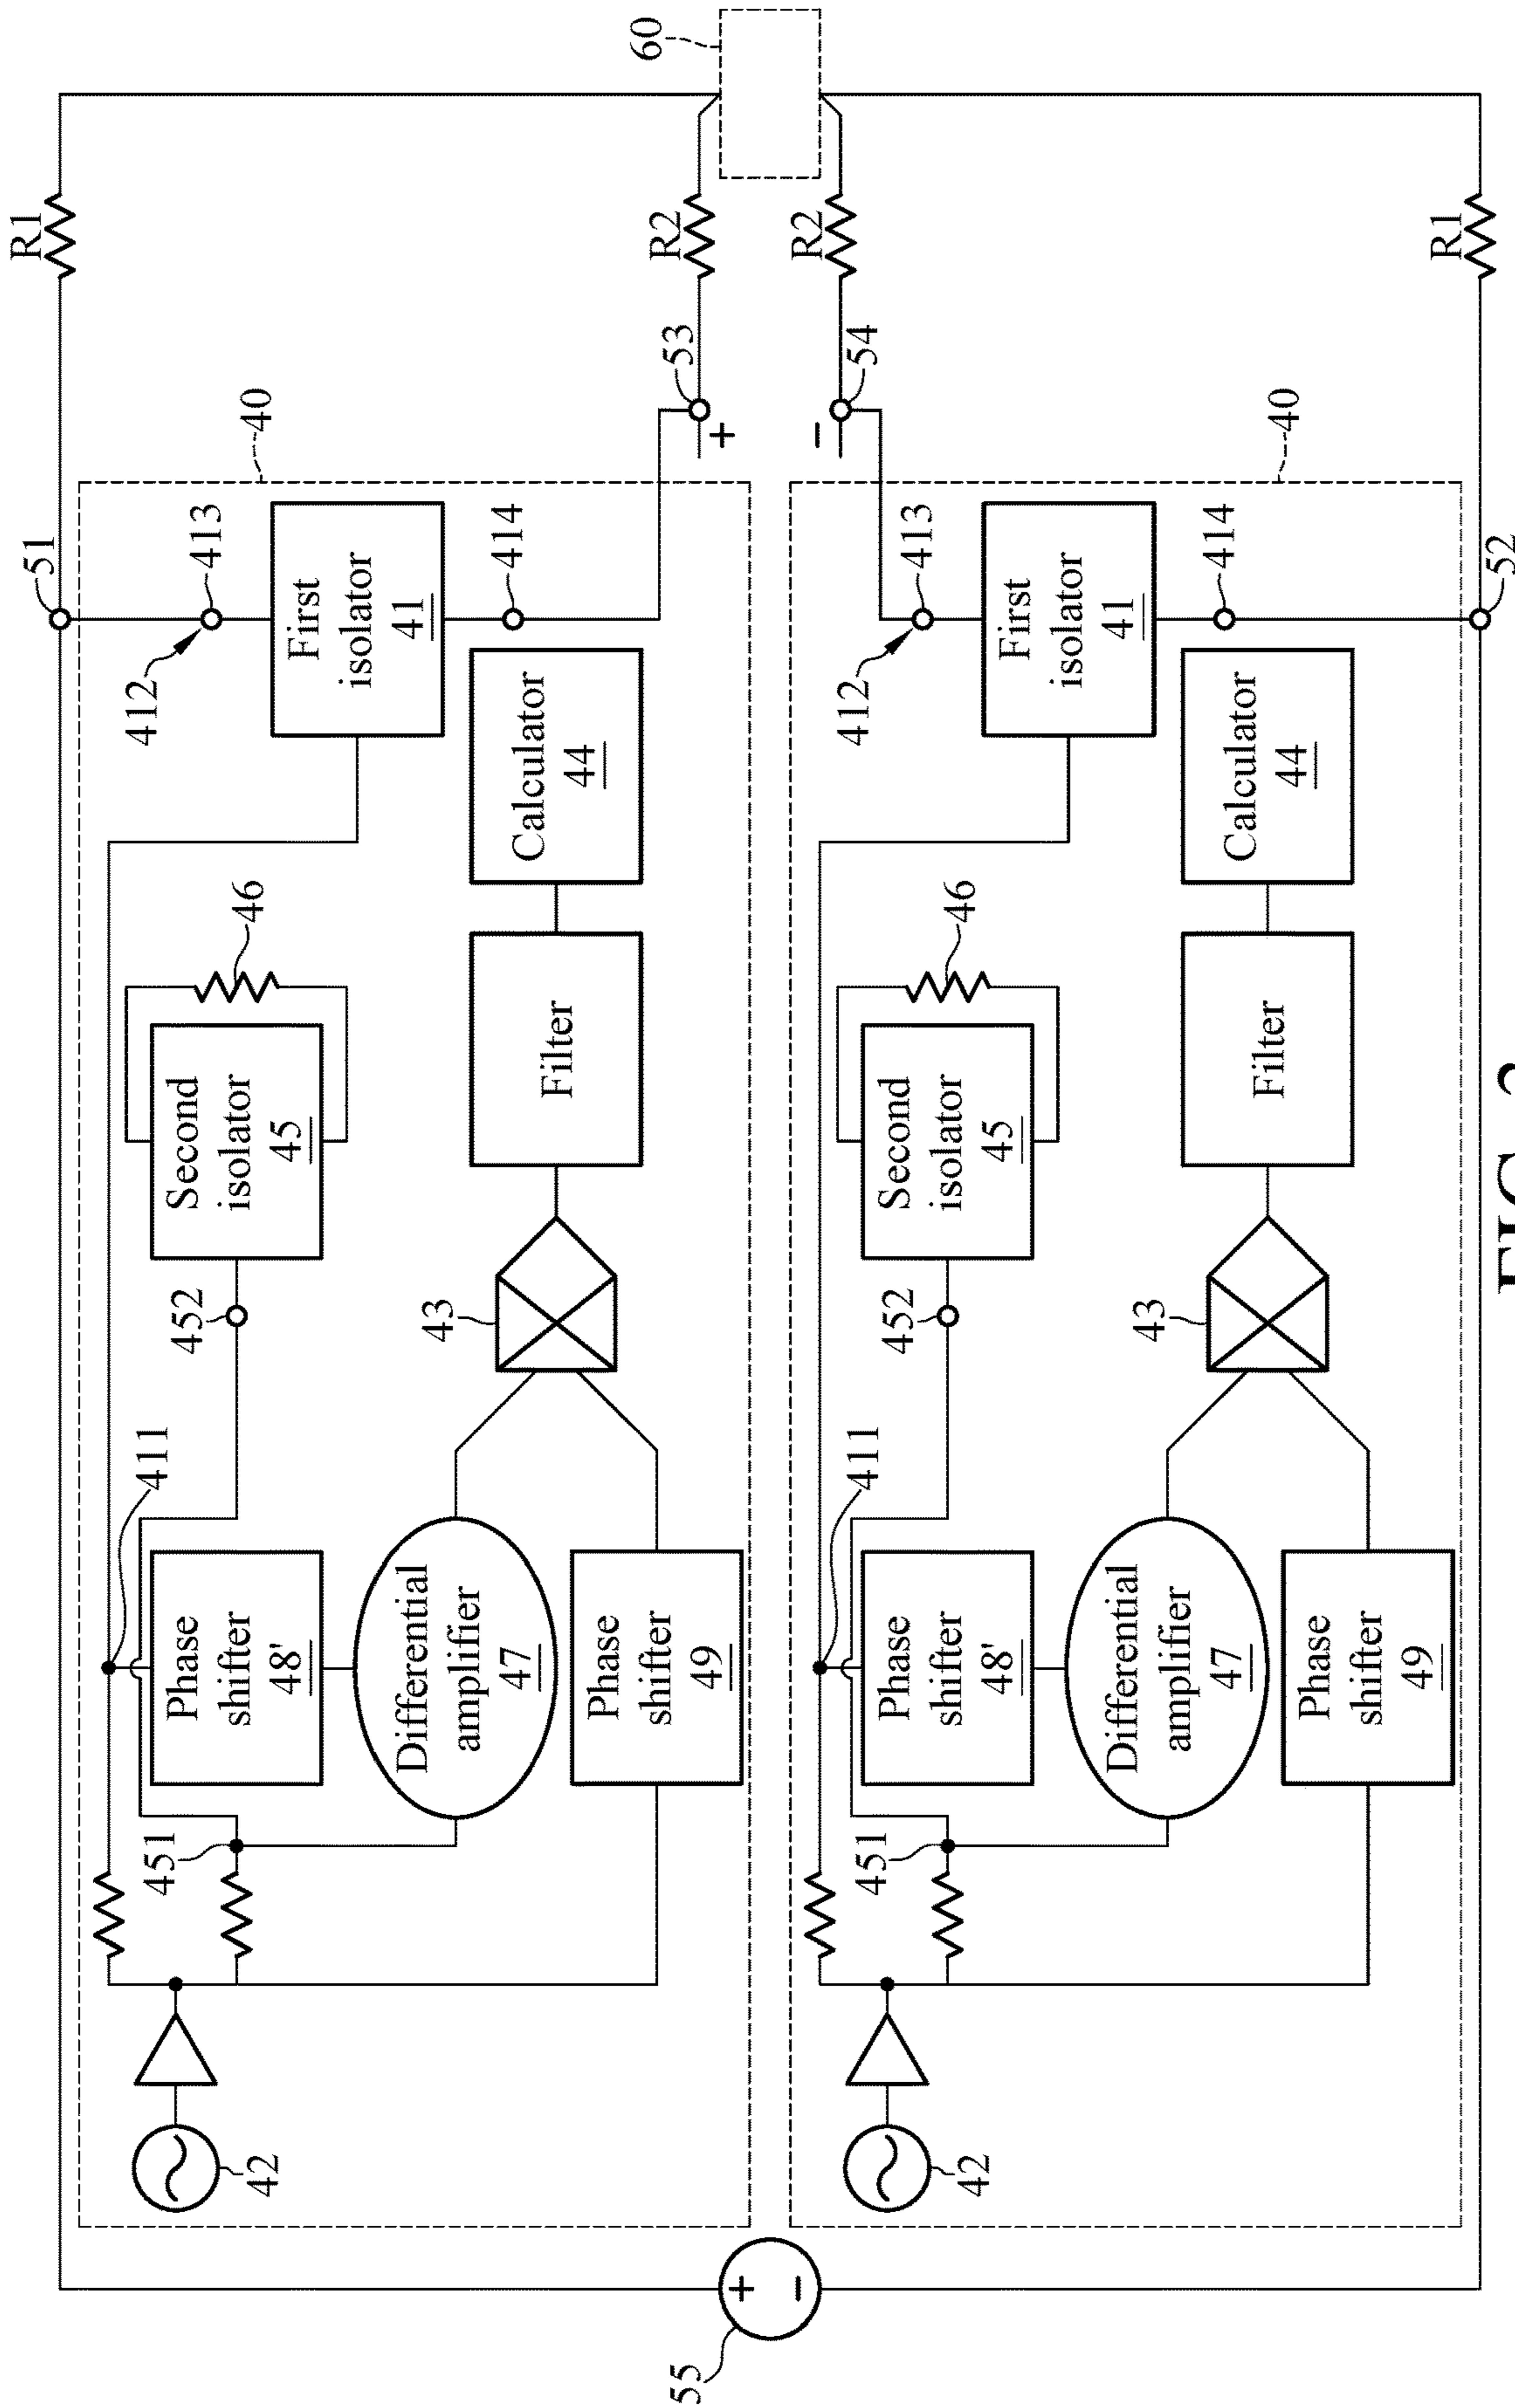 60
R1
R2
R2
R1
51
53
54
52
40
40
+
−
412
413
First
isolator
41
414
412
413
First
isolator
41
414
Calculator
44
Calculator
44
46
46
Second
isolator
45
Filter
Second
isolator
45
Filter
452
43
452
43
411
Phase
shifter
48'
Differential
amplifier
47
Phase
shifter
49
411
Phase
shifter
48'
Differential
amplifier
47
Phase
shifter
49
451
451
42
42
+
−
55